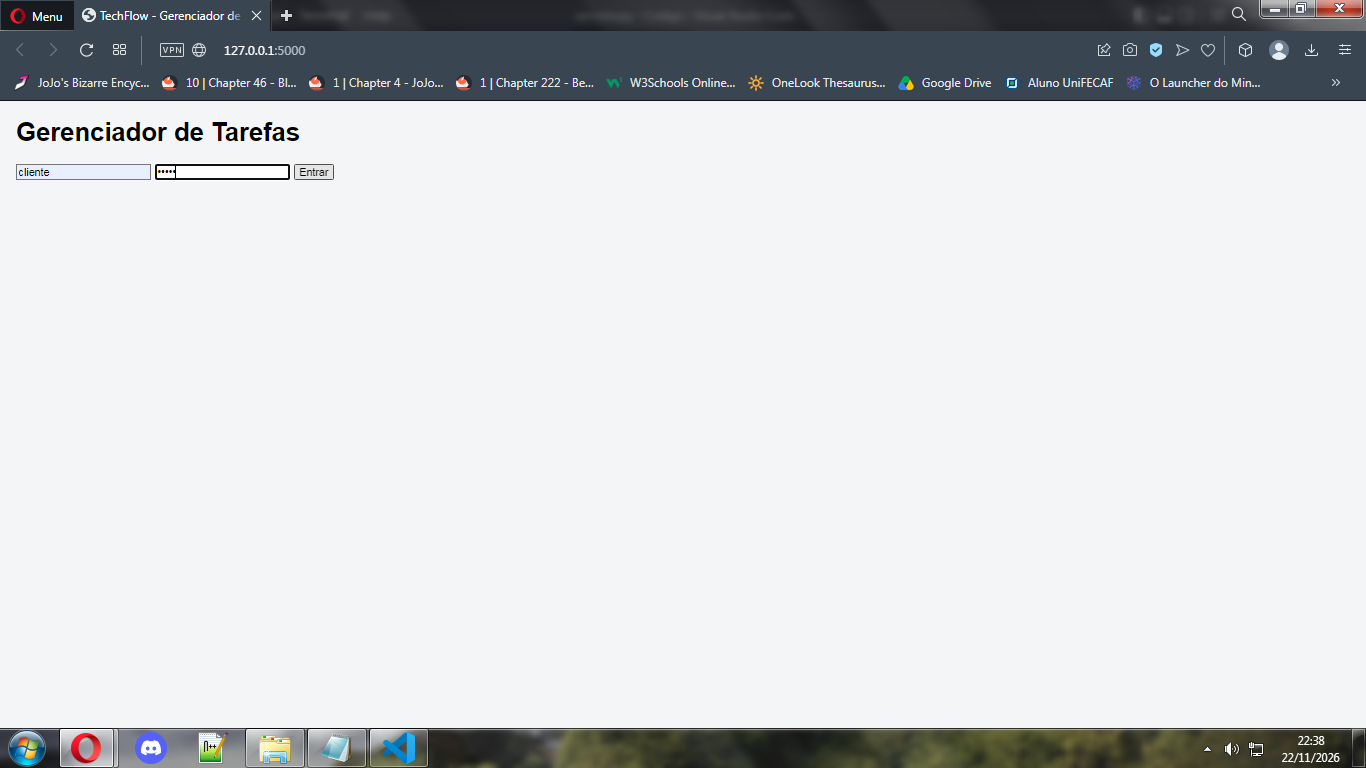 Menu
TechFlow - Gerenciador de
VPN
127.0.0.1:5000
JoJo's Bizarre Encyc...
10 | Chapter 46 - Bl...
1 | Chapter 4 - JoJo...
1 | Chapter 222 - Be...
W3Schools Online...
OneLook Thesaurus...
Google Drive
Aluno UniFECAF
O Launcher do Min...
»
Gerenciador de Tarefas
cliente
•••••
Entrar
22:38
22/11/2026